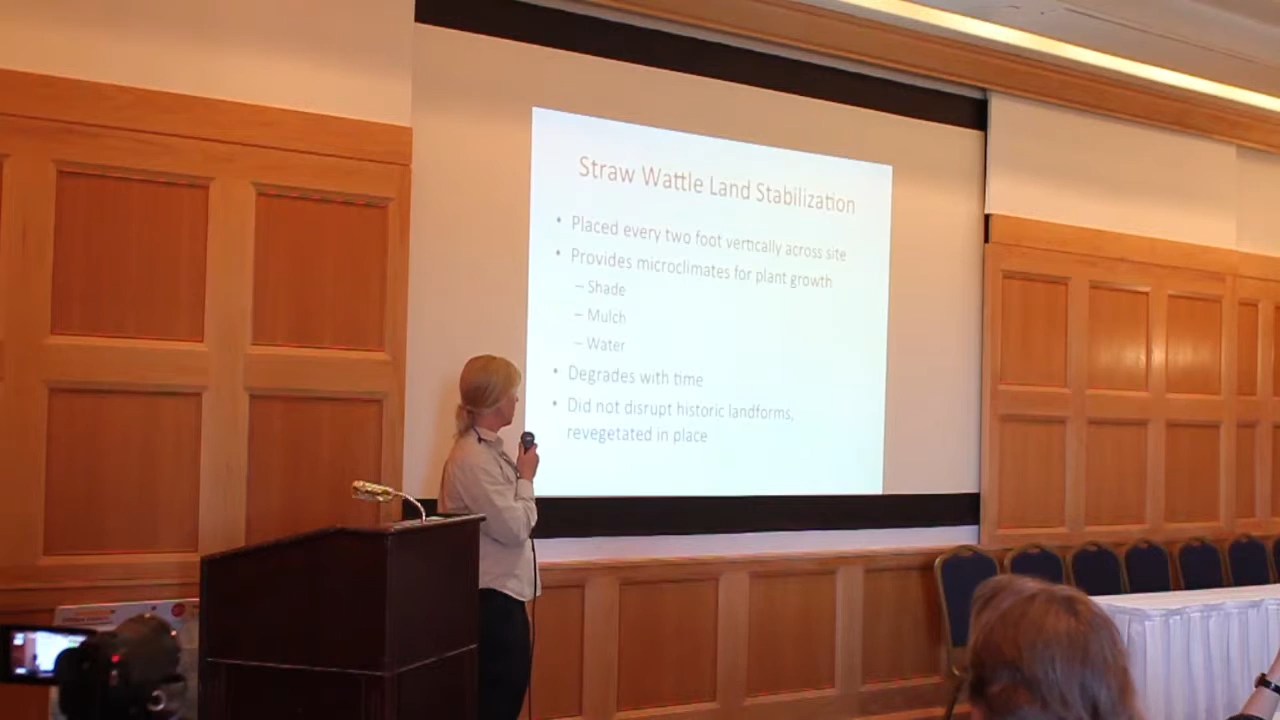 Straw Wattle Land Stabilization
• Placed every two foot vertically across site
• Provides microclimates for plant growth
– Shade
– Mulch
– Water
• Degrades with time
• Did not disrupt historic landforms,
revegetated in place